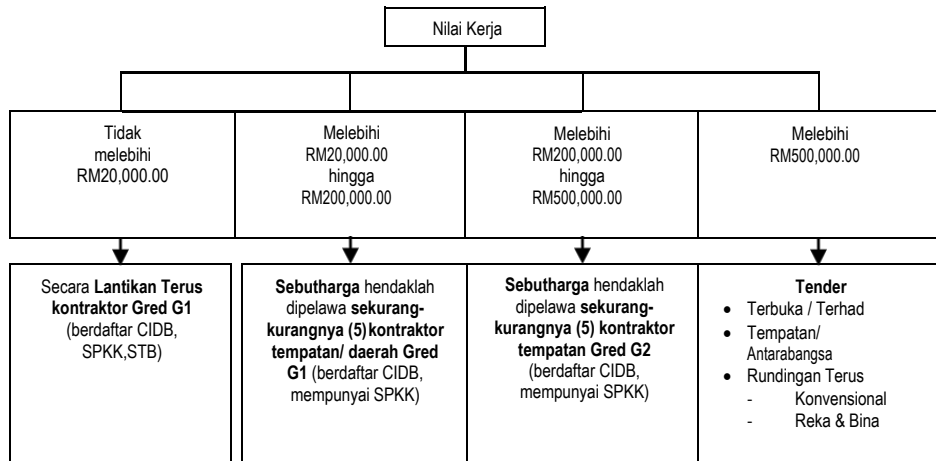 Nilai Kerja
Tidak
melebihi
RM20,000.00
Melebihi
RM20,000.00
hingga
RM200,000.00
Melebihi
RM200,000.00
hingga
RM500,000.00
Melebihi
RM500,000.00
Secara Lantikan Terus
kontraktor Gred G1
(berdaftar CIDB,
SPKK,STB)
Sebutharga hendaklah
dipelawa sekurang-
kurangnya (5) kontraktor
tempatan/ daerah Gred
G1 (berdaftar CIDB,
mempunyai SPKK)
Sebutharga hendaklah
dipelawa sekurang-
kurangnya (5) kontraktor
tempatan Gred G2
(berdaftar CIDB,
mempunyai SPKK)
Tender
• Terbuka / Terhad
• Tempatan/
Antarabangsa
• Rundingan Terus
- Konvensional
- Reka & Bina